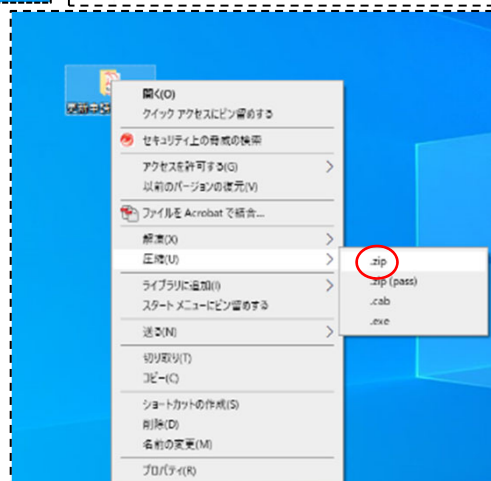 開く(O)
クイック アクセスにピン留めする
セキュリティ上の脅威の検索
アクセスを許可する(G)
以前のバージョンの復元(V)
ファイルを Acrobat で結合...
解凍(X)
圧縮(U)
.zip
.zip (pass)
.cab
.exe
ライブラリに追加(I)
スタート メニューにピン留めする
送る(N)
切り取り(T)
コピー(C)
ショートカットの作成(S)
削除(D)
名前の変更(M)
プロパティ(R)